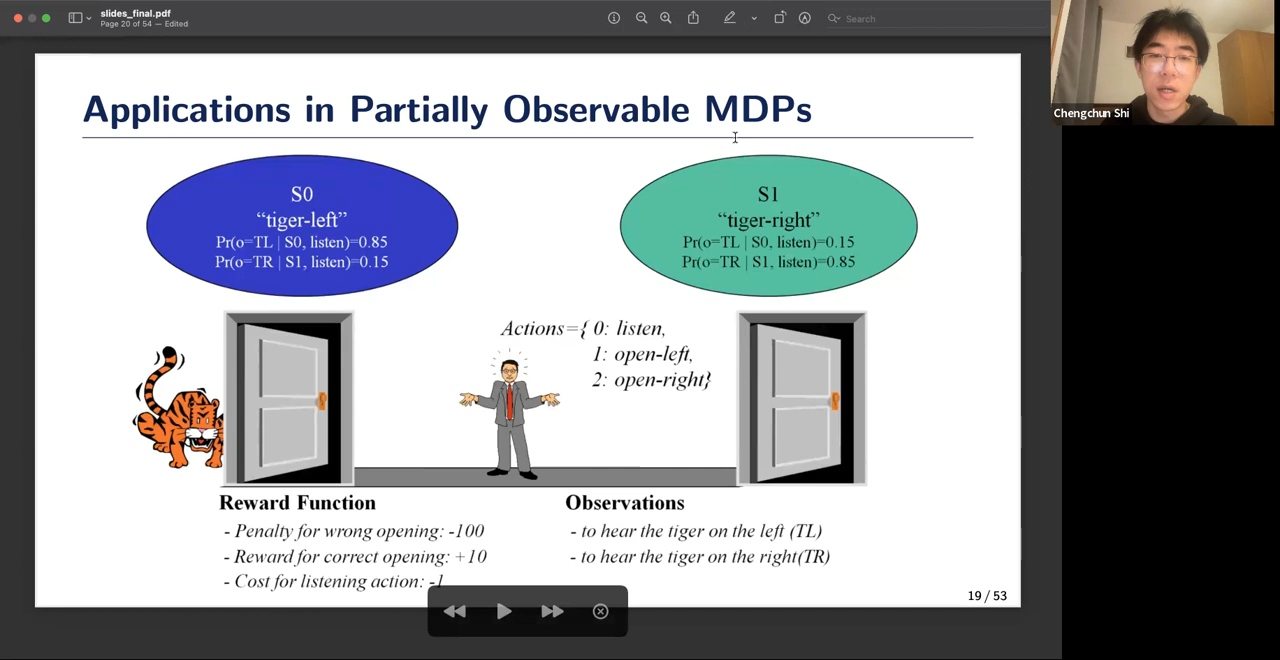 slides_final.pdf
Page 20 of 54 — Edited
Search
Chengchun Shi
Applications in Partially Observable MDPs
S0
“tiger-left”
Pr(o=TL | S0, listen)=0.85
Pr(o=TR | S1, listen)=0.15
S1
“tiger-right”
Pr(o=TL | S0, listen)=0.15
Pr(o=TR | S1, listen)=0.85
Actions={ 0: listen,
1: open-left,
2: open-right}
Reward Function
- Penalty for wrong opening: -100
- Reward for correct opening: +10
- Cost for listening action: -1
Observations
- to hear the tiger on the left (TL)
- to hear the tiger on the right(TR)
19 / 53